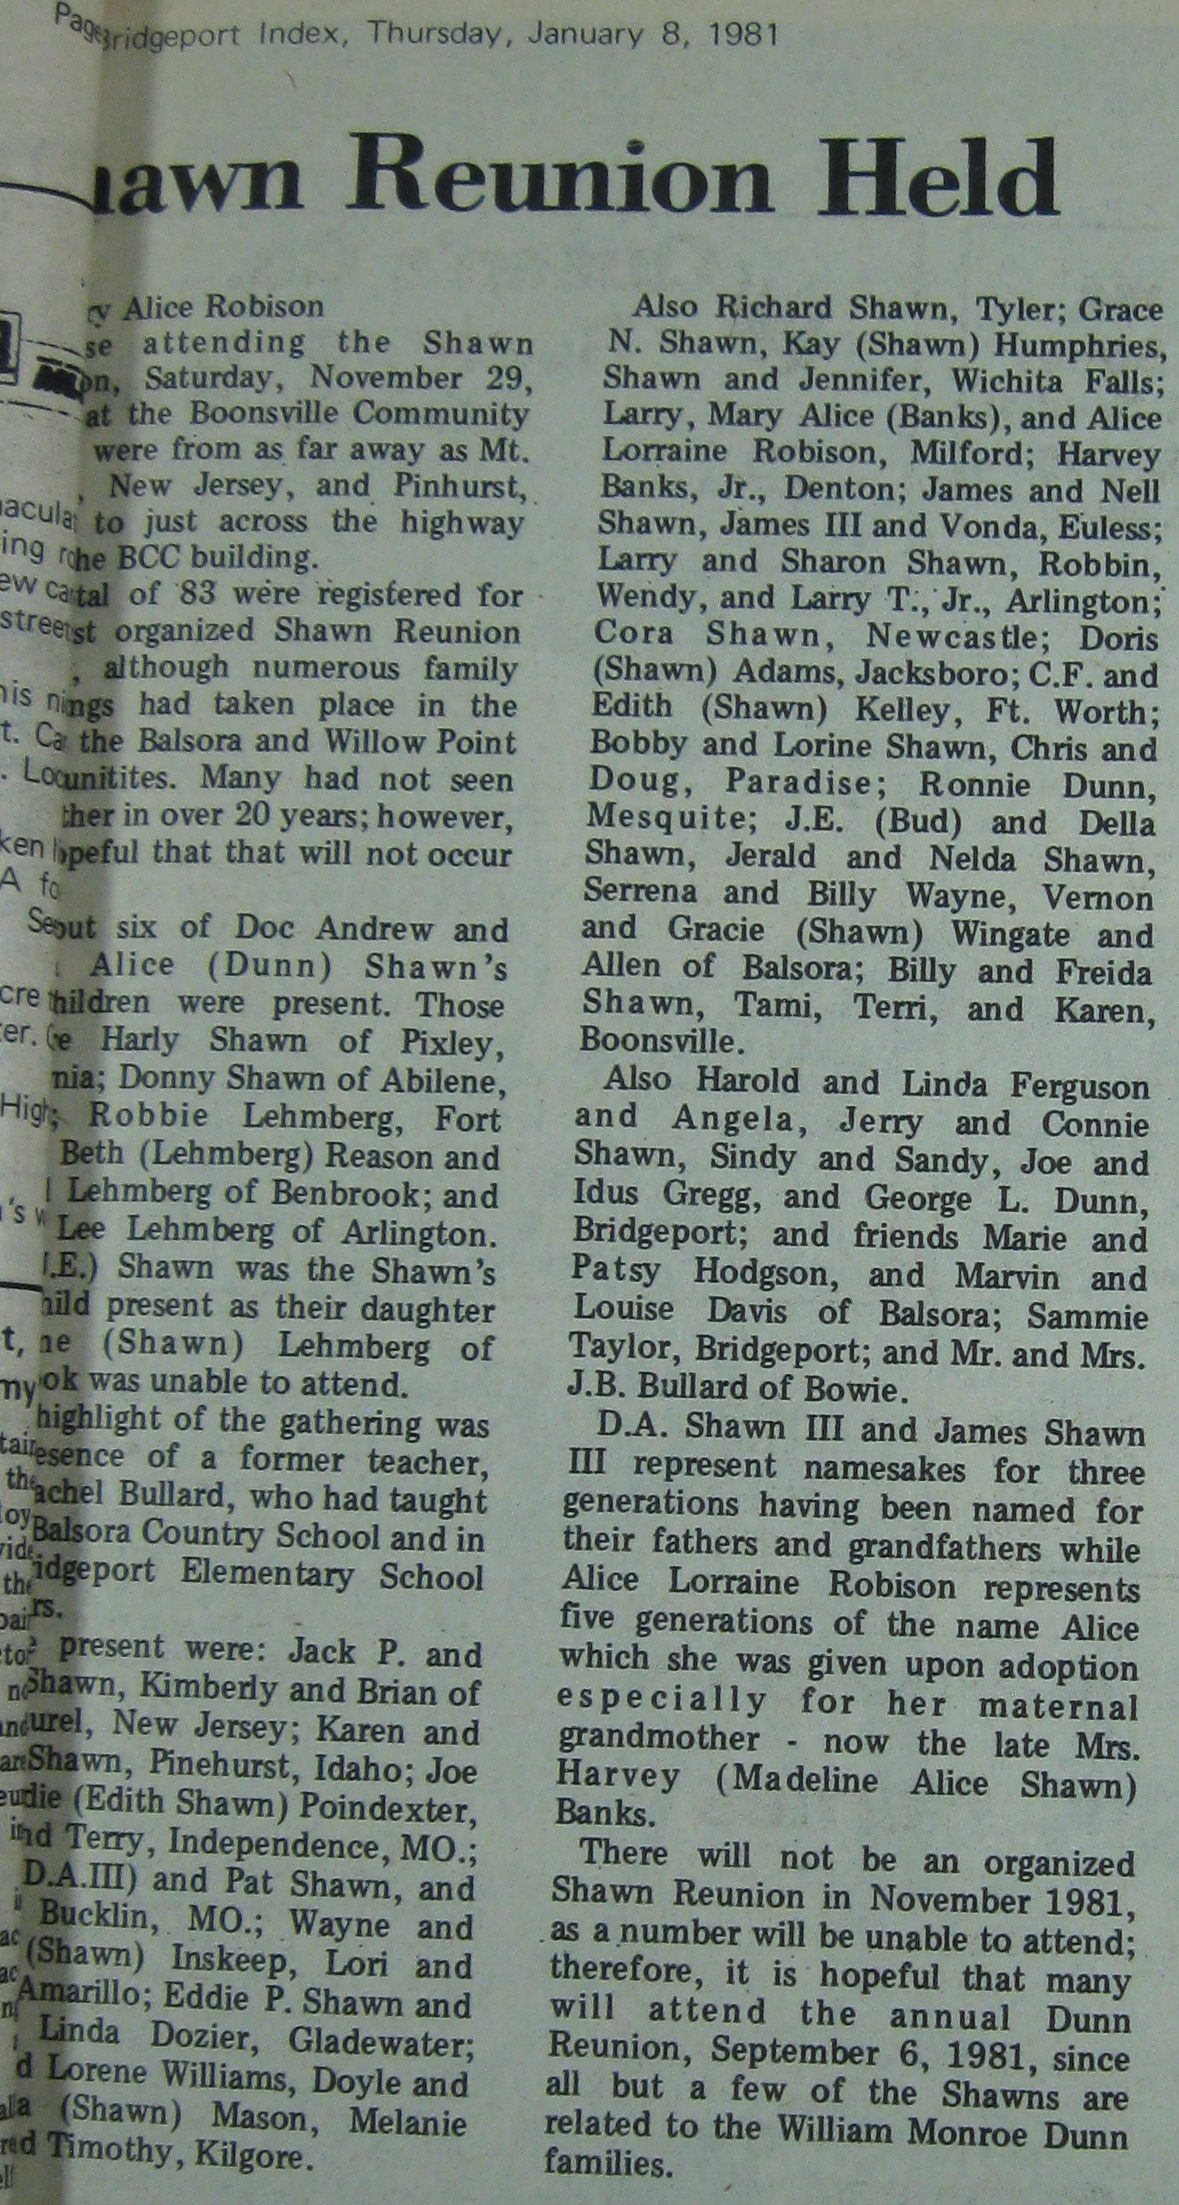 Bridgeport Index, Thursday, January 8, 1981
Reunion Held
Alice Robison
attending the Shawn
Saturday, November 29,
at the Boonsville Community
were from as far away as Mt.
New Jersey, and Pinhurst,
to just across the highway
BCC building.
of 83 were registered for
organized Shawn Reunion
, although numerous family
had taken place in the
the Balsora and Willow Point
Many had not seen
in over 20 years; however,
that that will not occur
six of Doc Andrew and
Alice (Dunn) Shawn's
were present. Those
Harly Shawn of Pixley,
Donny Shawn of Abilene,
Robbie Lehmberg, Fort
Beth (Lehmberg) Reason and
Lehmberg of Benbrook; and
Lee Lehmberg of Arlington.
Shawn was the Shawn's
present as their daughter
(Shawn) Lehmberg of
was unable to attend.
highlight of the gathering was
of a former teacher,
Bullard, who had taught
Balsora Country School and in
Elementary School
present were: Jack P. and
Shawn, Kimberly and Brian of
New Jersey; Karen and
Shawn, Pinehurst, Idaho; Joe
(Edith Shawn) Poindexter,
Terry, Independence, MO.;
D.A.III) and Pat Shawn, and
Bucklin, MO.; Wayne and
(Shawn) Inskeep, Lori and
Amarillo; Eddie P. Shawn and
Linda Dozier, Gladewater;
Lorene Williams, Doyle and
(Shawn) Mason, Melanie
Timothy, Kilgore.
Also Richard Shawn, Tyler; Grace
N. Shawn, Kay (Shawn) Humphries,
Shawn and Jennifer, Wichita Falls;
Larry, Mary Alice (Banks), and Alice
Lorraine Robison, Milford; Harvey
Banks, Jr., Denton; James and Nell
Shawn, James III and Vonda, Euless;
Larry and Sharon Shawn, Robbin,
Wendy, and Larry T., Jr., Arlington;
Cora Shawn, Newcastle; Doris
(Shawn) Adams, Jacksboro; C.F. and
Edith (Shawn) Kelley, Ft. Worth;
Bobby and Lorine Shawn, Chris and
Doug, Paradise; Ronnie Dunn,
Mesquite; J.E. (Bud) and Della
Shawn, Jerald and Nelda Shawn,
Serrena and Billy Wayne, Vernon
and Gracie (Shawn) Wingate and
Allen of Balsora; Billy and Freida
Shawn, Tami, Terri, and Karen,
Boonsville.
Also Harold and Linda Ferguson
and Angela, Jerry and Connie
Shawn, Sindy and Sandy, Joe and
Idus Gregg, and George L. Dunn,
Bridgeport; and friends Marie and
Patsy Hodgson, and Marvin and
Louise Davis of Balsora; Sammie
Taylor, Bridgeport; and Mr. and Mrs.
J.B. Bullard of Bowie.
D.A. Shawn III and James Shawn
III represent namesakes for three
generations having been named for
their fathers and grandfathers while
Alice Lorraine Robison represents
five generations of the name Alice
which she was given upon adoption
especially for her maternal
grandmother - now the late Mrs.
Harvey (Madeline Alice Shawn)
Banks.
There will not be an organized
Shawn Reunion in November 1981,
as a number will be unable to attend;
therefore, it is hopeful that many
will attend the annual Dunn
Reunion, September 6, 1981, since
all but a few of the Shawns are
related to the William Monroe Dunn
families.